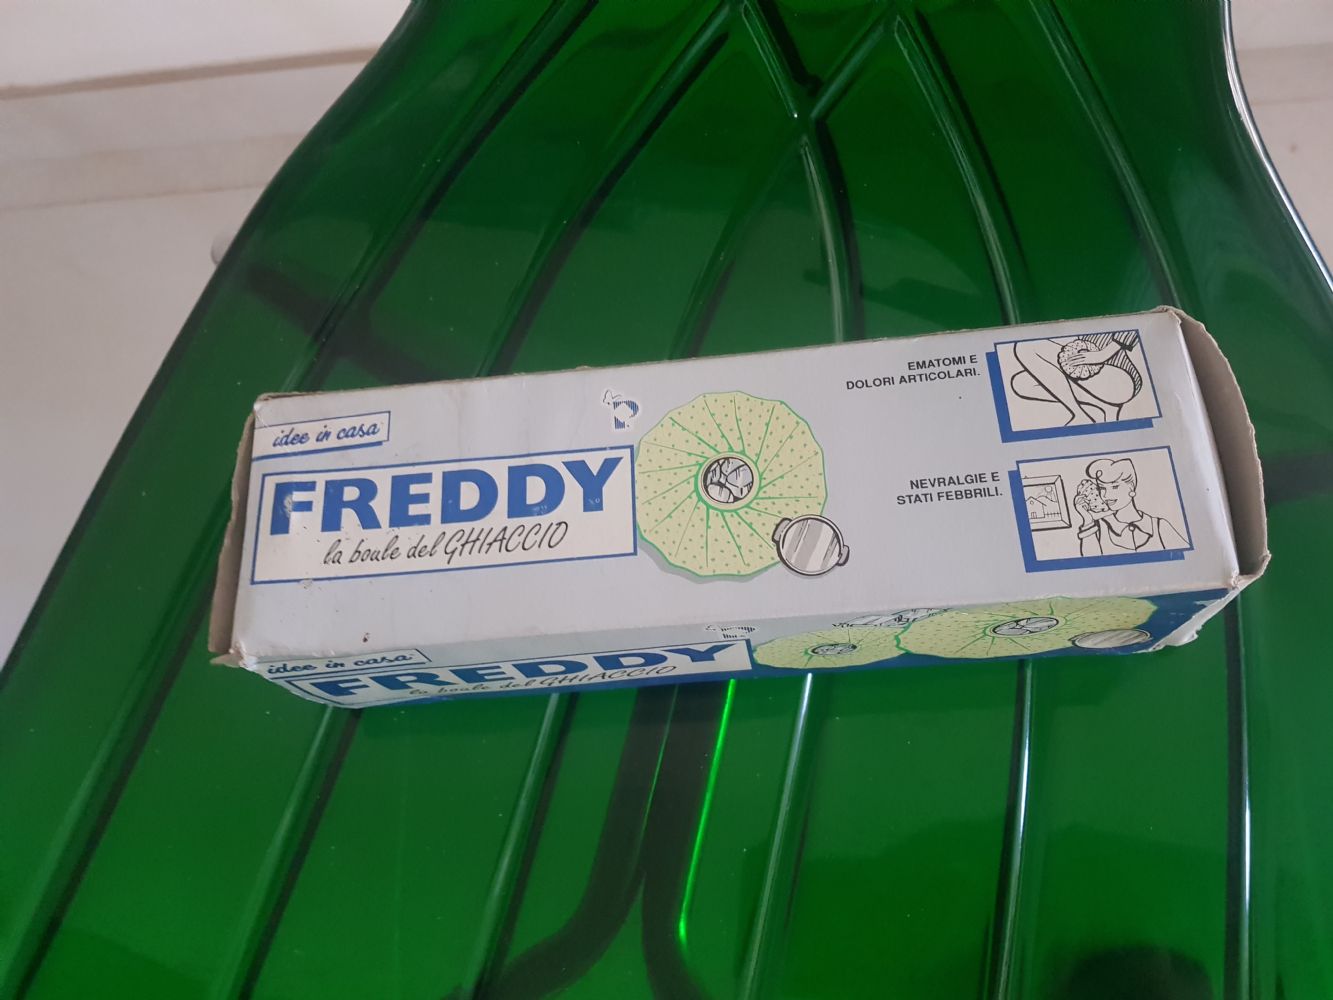 idee in casa
FREDDY
la boule del GHIACCIO
EMATOMI E
DOLORI ARTICOLARI.
NEVRALGIE E
STATI FEBBRILI.
idee in casa
FREDDY
la boule del GHIACCIO